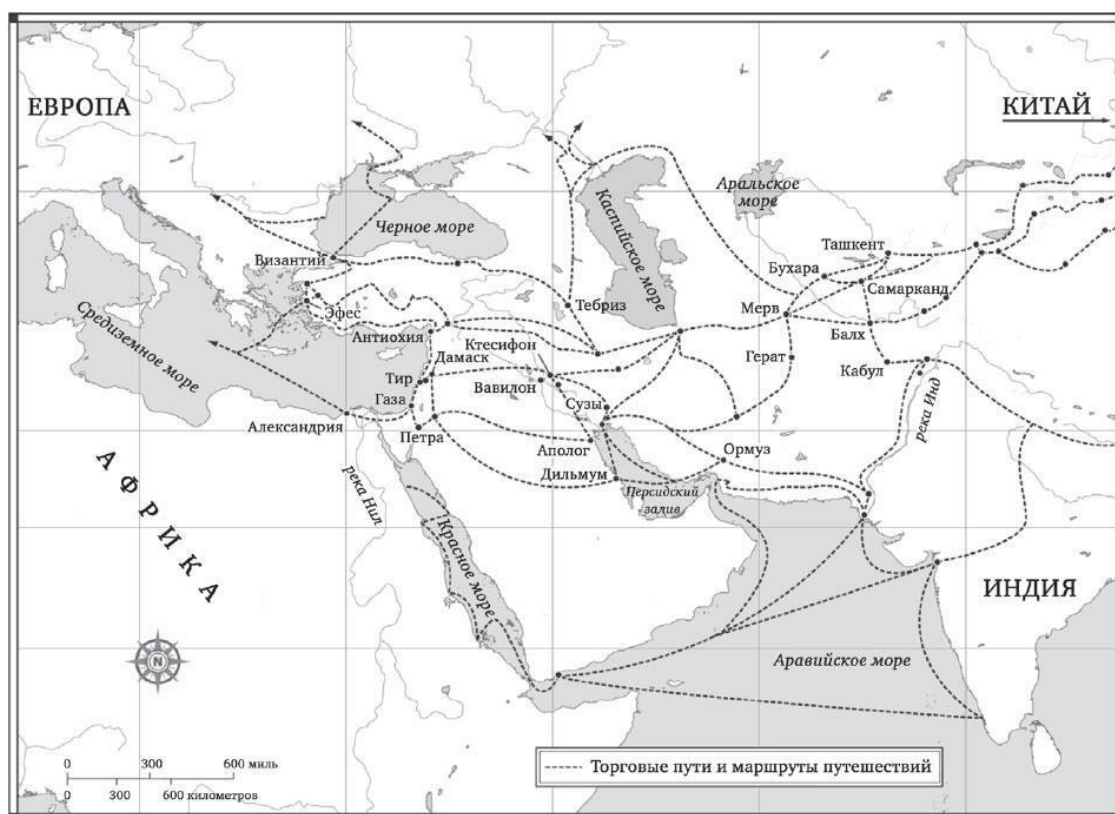 ЕВРОПА
КИТАЙ
Аральское
море
Каспийское
море
Черное море
Ташкент
Византий
Бухара
Самарканд
Тебриз
Мерв
Эфес
Средиземное море
Антиохия
Ктесифон
Балх
Дамаск
Герат
Кабул
Тир
Вавилон
Газа
Сузы
река Инд
Александрия
Петра
Аполог
Ормуз
АФРИКА
река Нил
Дильмум
Персидский
залив
Красное море
ИНДИЯ
N
Аравийское море
0 300 600 миль
0 300 600 километров
Торговые пути и маршруты путешествий